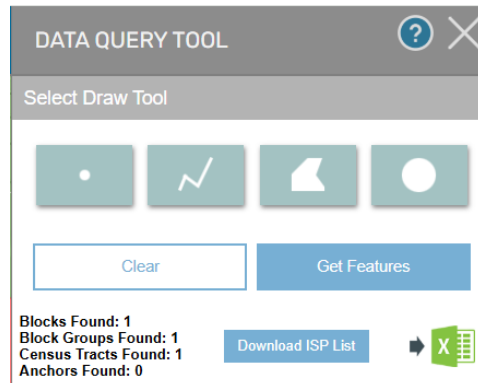 DATA QUERY TOOL
?
Select Draw Tool
Clear
Get Features
Blocks Found: 1
Block Groups Found: 1
Census Tracts Found: 1
Anchors Found: 0
Download ISP List
X